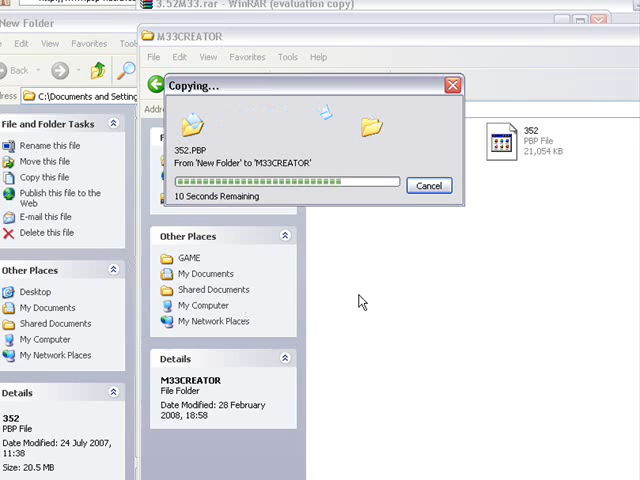 3.52M33.rar - WinRAR (evaluation copy)
New Folder
Edit View Favorites Tools
Back
C:\Documents and Setting
File and Folder Tasks
Rename this file
Move this file
Copy this file
Publish this file to the
Web
E-mail this file
Delete this file
Other Places
Desktop
My Documents
Shared Documents
My Computer
My Network Places
Details
352
PBP File
Date Modified: 24 July 2007,
11:38
Size: 20.5 MB
M33CREATOR
File Edit View Favorites Tools Help
Addre
Copying...
352.PBP
From 'New Folder' to 'M33CREATOR'
10 Seconds Remaining
Cancel
352
PBP File
21,054 KB
Other Places
GAME
My Documents
Shared Documents
My Computer
My Network Places
Details
M33CREATOR
File Folder
Date Modified: 28 February
2008, 18:58